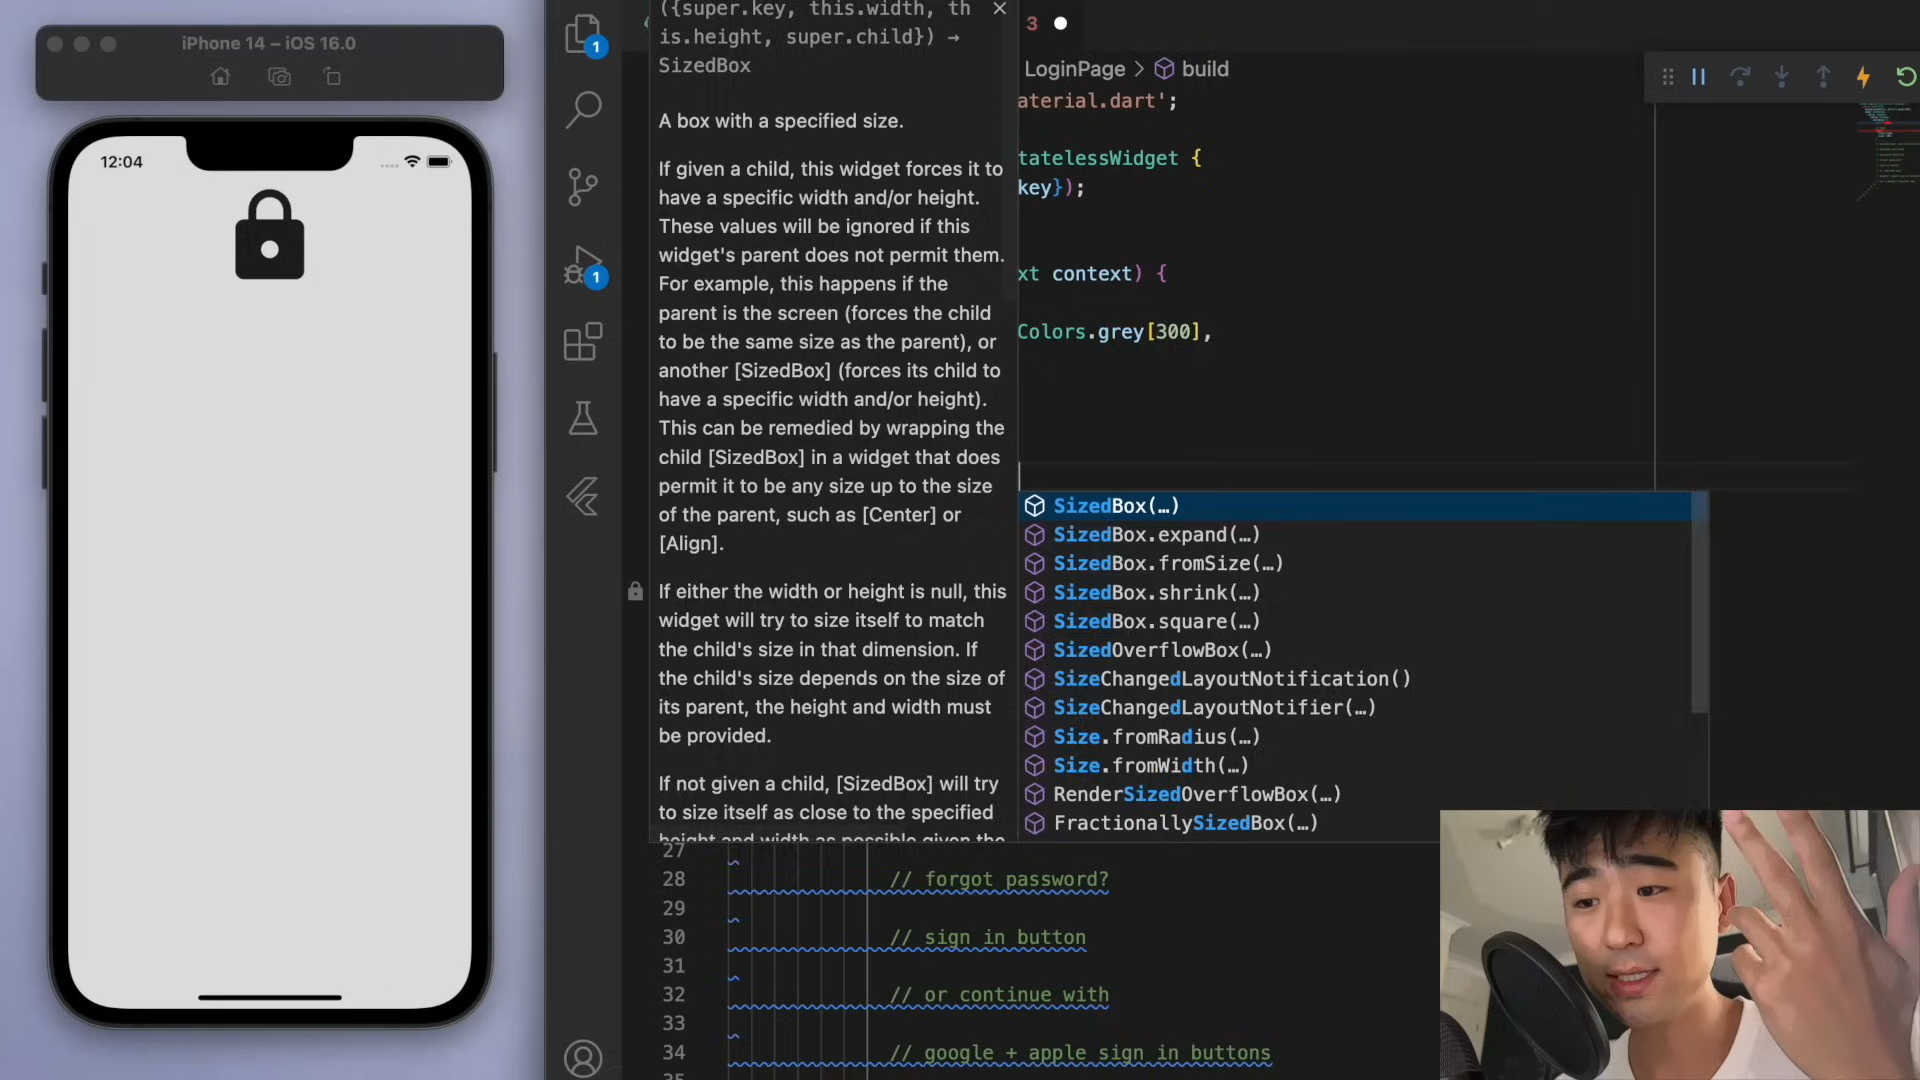 iPhone 14 – iOS 16.0
12:04
1
1
({super.key, this.width, th
is.height, super.child}) →
SizedBox
A box with a specified size.
If given a child, this widget forces it to
have a specific width and/or height.
These values will be ignored if this
widget's parent does not permit them.
For example, this happens if the
parent is the screen (forces the child
to be the same size as the parent), or
another [SizedBox] (forces its child to
have a specific width and/or height).
This can be remedied by wrapping the
child [SizedBox] in a widget that does
permit it to be any size up to the size
of the parent, such as [Center] or
[Align].
If either the width or height is null, this
widget will try to size itself to match
the child's size in that dimension. If
the child's size depends on the size of
its parent, the height and width must
be provided.
If not given a child, [SizedBox] will try
to size itself as close to the specified
height and width as possible given the
3
LoginPage > build
aterial.dart';
tatelessWidget {
key});
xt context) {
Colors.grey[300],
SizedBox(…)
SizedBox.expand(…)
SizedBox.fromSize(…)
SizedBox.shrink(…)
SizedBox.square(…)
SizedOverflowBox(…)
SizeChangedLayoutNotification()
SizeChangedLayoutNotifier(…)
Size.fromRadius(…)
Size.fromWidth(…)
RenderSizedOverflowBox(…)
FractionallySizedBox(…)
27
28 // forgot password?
29
30 // sign in button
31
32 // or continue with
33
34 // google + apple sign in buttons
35